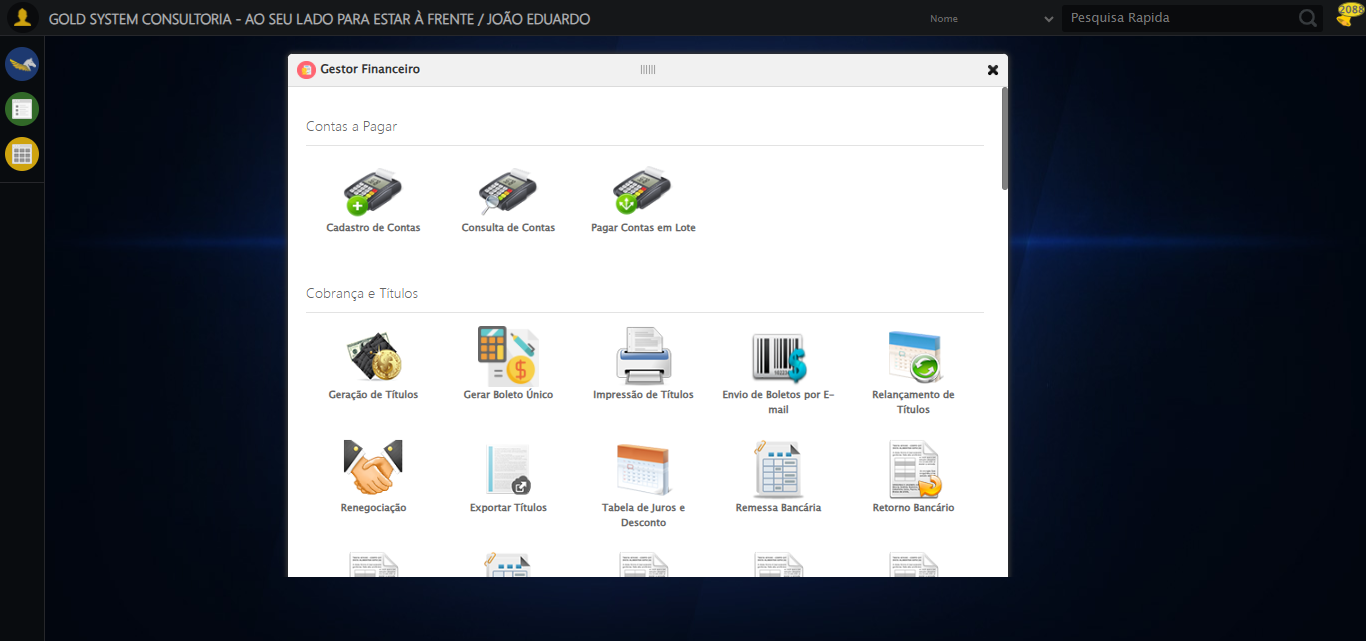 GOLD SYSTEM CONSULTORIA - AO SEU LADO PARA ESTAR À FRENTE / JOÃO EDUARDO
Nome
Pesquisa Rapida
2088
Gestor Financeiro
Contas a Pagar
Cadastro de Contas
Consulta de Contas
Pagar Contas em Lote
Cobrança e Títulos
Geração de Títulos
Gerar Boleto Único
Impressão de Títulos
Envio de Boletos por E-
mail
Relançamento de
Títulos
Renegociação
Exportar Títulos
Tabela de Juros e
Desconto
Remessa Bancária
Retorno Bancário